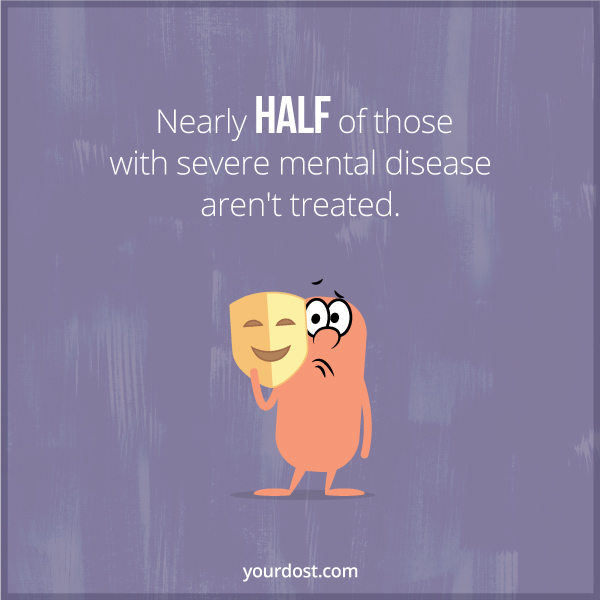 Nearly HALF of those
with severe mental disease
aren't treated.
yourdost.com